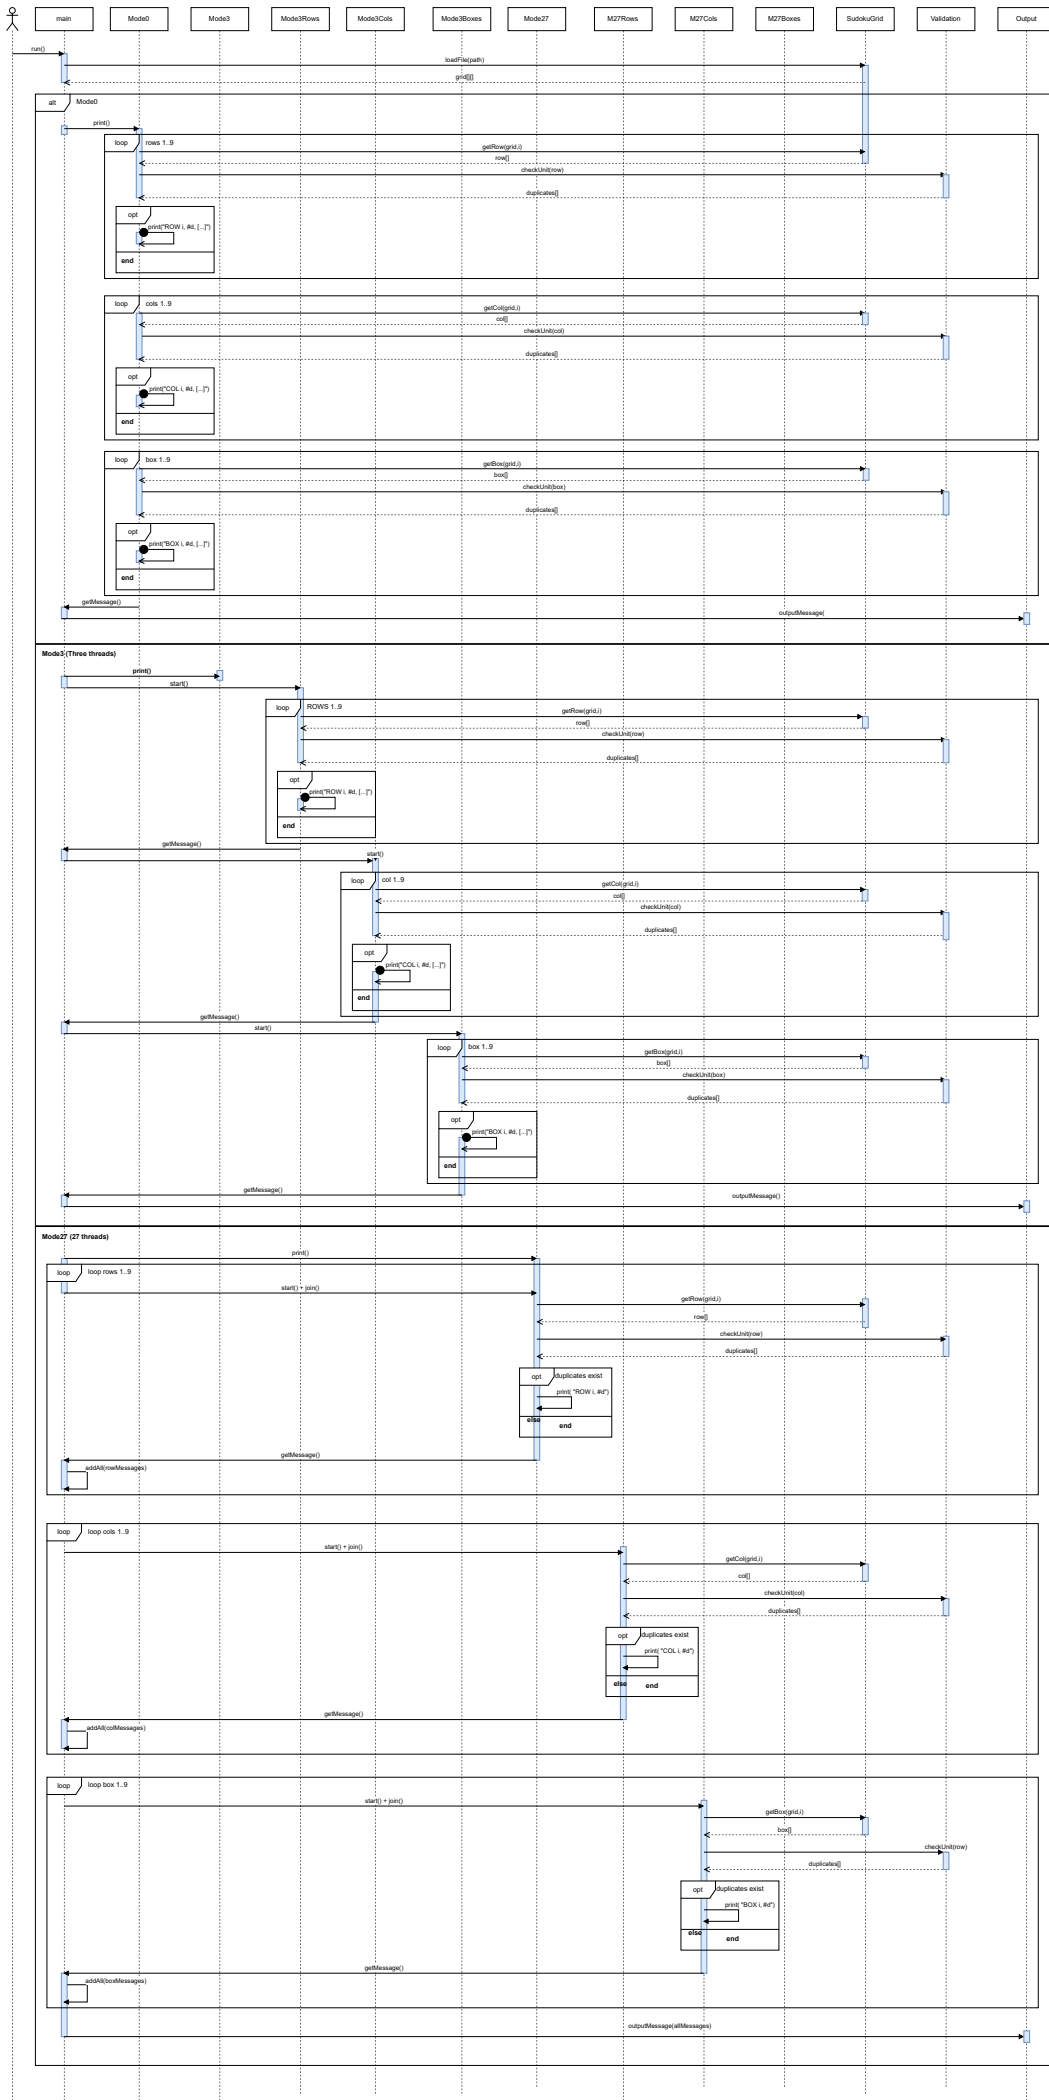 main
Mode0
Mode3
Mode3Rows
Mode3Cols
Mode3Boxes
Mode27
M27Rows
M27Cols
M27Boxes
SudokuGrid
Validation
Output
run()
loadFile(path)
grid[][]
alt
Mode0
print()
loop
rows 1..9
getRow(grid,i)
row[]
checkUnit(row)
duplicates[]
opt
print("ROW i, #d, [...]")
end
loop
cols 1..9
getCol(grid,i)
col[]
checkUnit(col)
duplicates[]
opt
print("COL i, #d, [...]")
end
loop
box 1..9
getBox(grid,i)
box[]
checkUnit(box)
duplicates[]
opt
print("BOX i, #d, [...]")
end
getMessage()
outputMessage(
Mode3 (Three threads)
print()
start()
loop
ROWS 1..9
getRow(grid,i)
row[]
checkUnit(row)
duplicates[]
opt
print("ROW i, #d, [...]")
end
getMessage()
start()
loop
col 1..9
getCol(grid,i)
col[]
checkUnit(col)
duplicates[]
opt
print("COL i, #d, [...]")
end
getMessage()
start()
loop
box 1..9
getBox(grid,i)
box[]
checkUnit(box)
duplicates[]
opt
print("BOX i, #d, [...]")
end
getMessage()
outputMessage()
Mode27 (27 threads)
print()
loop
loop rows 1..9
start() + join()
getRow(grid,i)
row[]
checkUnit(row)
duplicates[]
opt
duplicates exist
print( "ROW i, #d")
else
end
getMessage()
addAll(rowMessages)
loop
loop cols 1..9
start() + join()
getCol(grid,i)
col[]
checkUnit(col)
duplicates[]
opt
duplicates exist
print( "COL i, #d")
else
end
getMessage()
addAll(colMessages)
loop
loop box 1..9
start() + join()
getBox(grid,i)
box[]
checkUnit(row)
duplicates[]
opt
duplicates exist
print( "BOX i, #d")
else
end
getMessage()
addAll(boxMessages)
outputMessage(allMessages)